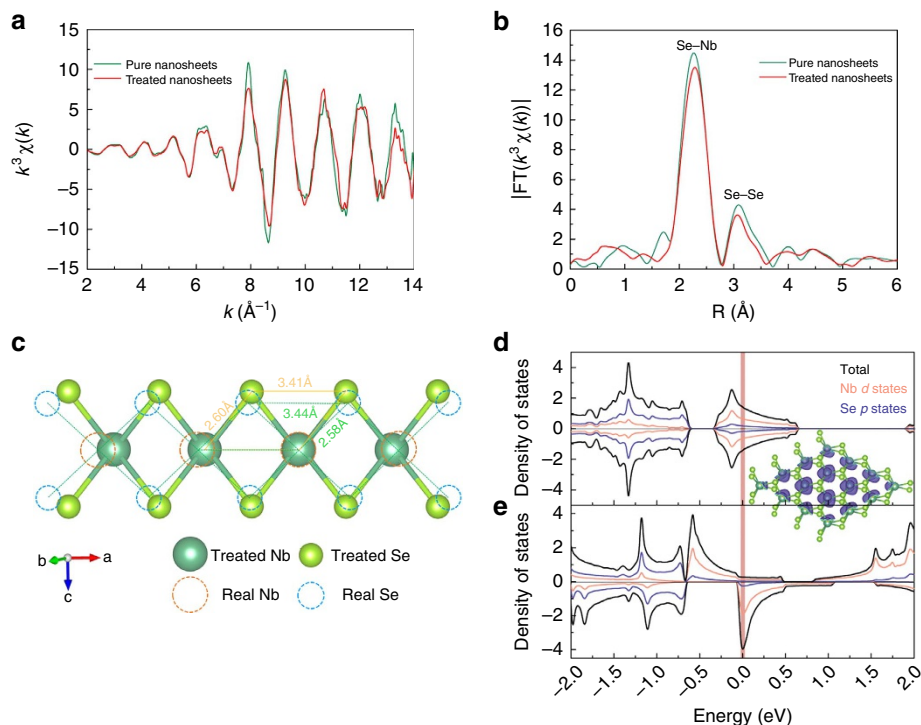 a
Pure nanosheets
Treated nanosheets
k³ χ(k)
15
10
5
0
−5
−10
−15
2
4
6
8
10
12
14
k (Å⁻¹)
b
Se–Nb
Se–Se
Pure nanosheets
Treated nanosheets
|FT(k³ χ(k))|
16
14
12
10
8
6
4
2
0
0
1
2
3
4
5
6
R (Å)
c
3.41Å
2.60Å
3.44Å
2.58Å
b
a
c
Treated Nb
Treated Se
Real Nb
Real Se
d
Total
Nb d states
Se p states
Density of states
4
2
0
−2
−4
e
Density of states
4
2
0
−2
−4
−2.0
−1.5
−1.0
−0.5
0.0
0.5
1.0
1.5
2.0
Energy (eV)